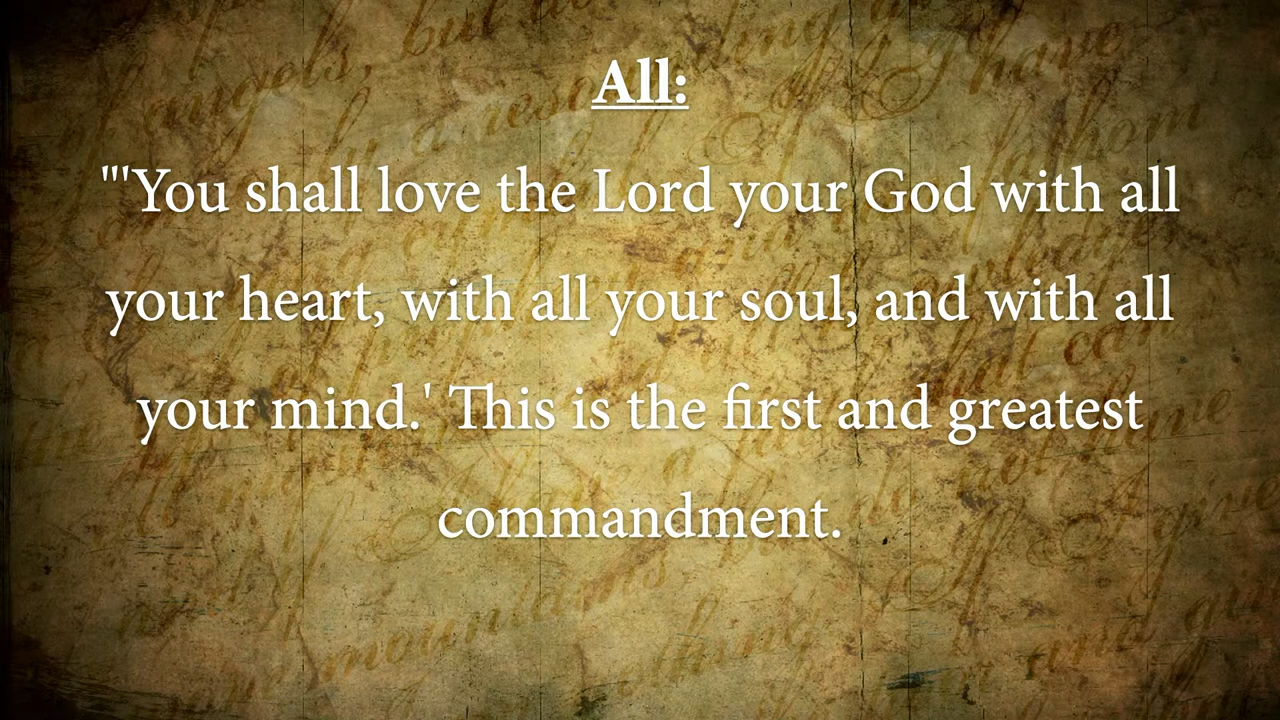 All:
"'You shall love the Lord your God with all
your heart, with all your soul, and with all
your mind.' This is the first and greatest
commandment.